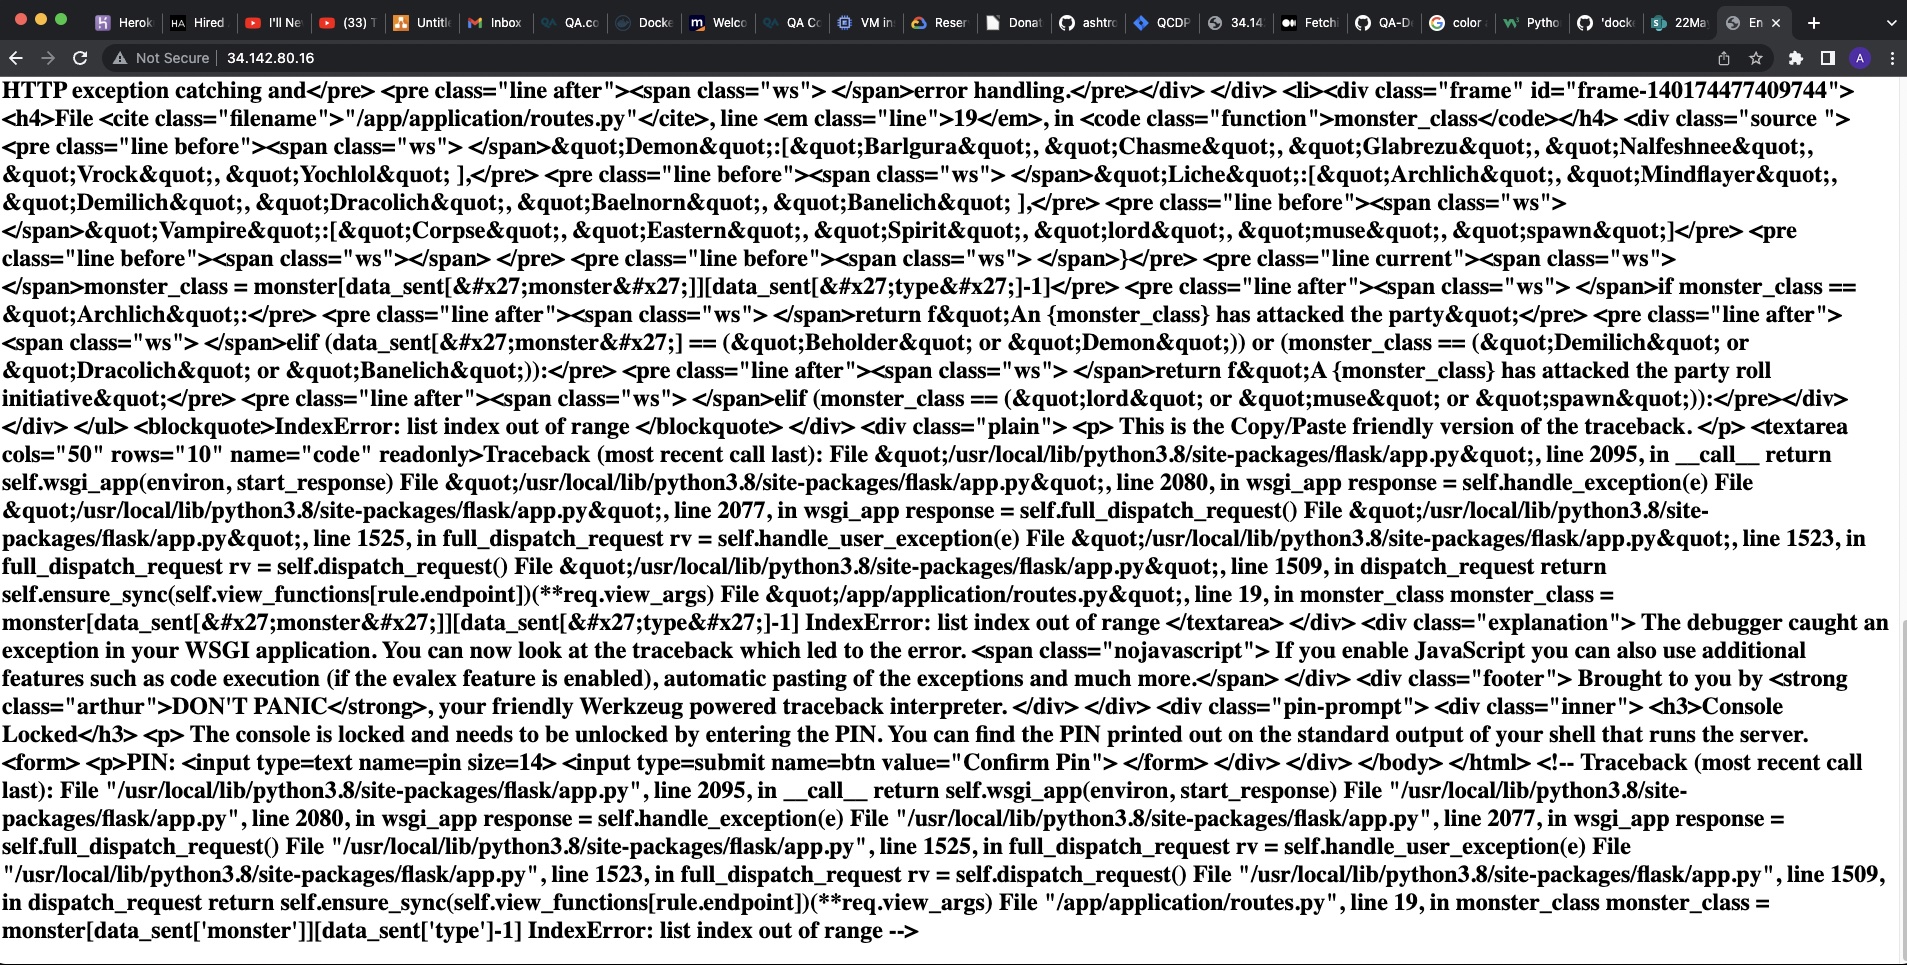 Herok
HA Hired
I'll Ne
(33) T
Untitle
Inbox
QA QA.co
Docke
m Welco
QA QA Co
VM in
Reser
Donat
ashtro
QCDP
34.14
Fetchi
QA-D
color
Pytho
'dock
22Ma
En
Not Secure
34.142.80.16
A
HTTP exception catching and</pre> <pre class="line after"><span class="ws"> </span>error handling.</pre></div> </div> <li><div class="frame" id="frame-140174477409744">
<h4>File <cite class="filename">"/app/application/routes.py"</cite>, line <em class="line">19</em>, in <code class="function">monster_class</code></h4> <div class="source ">
<pre class="line before"><span class="ws"> </span>&quot;Demon&quot;:[&quot;Barlgura&quot;, &quot;Chasme&quot;, &quot;Glabrezu&quot;, &quot;Nalfeshnee&quot;,
&quot;Vrock&quot;, &quot;Yochlol&quot; ],</pre> <pre class="line before"><span class="ws"> </span>&quot;Liche&quot;:[&quot;Archlich&quot;, &quot;Mindflayer&quot;,
&quot;Demilich&quot;, &quot;Dracolich&quot;, &quot;Baelnorn&quot;, &quot;Banelich&quot; ],</pre> <pre class="line before"><span class="ws">
</span>&quot;Vampire&quot;:[&quot;Corpse&quot;, &quot;Eastern&quot;, &quot;Spirit&quot;, &quot;lord&quot;, &quot;muse&quot;, &quot;spawn&quot;]</pre> <pre
class="line before"><span class="ws"></span> </pre> <pre class="line before"><span class="ws"> </span>}</pre> <pre class="line current"><span class="ws">
</span>monster_class = monster[data_sent[&#x27;monster&#x27;]][data_sent[&#x27;type&#x27;]-1]</pre> <pre class="line after"><span class="ws"> </span>if monster_class ==
&quot;Archlich&quot;:</pre> <pre class="line after"><span class="ws"> </span>return f&quot;An {monster_class} has attacked the party&quot;</pre> <pre class="line after">
<span class="ws"> </span>elif (data_sent[&#x27;monster&#x27;] == (&quot;Beholder&quot; or &quot;Demon&quot;)) or (monster_class == (&quot;Demilich&quot; or
&quot;Dracolich&quot; or &quot;Banelich&quot;)):</pre> <pre class="line after"><span class="ws"> </span>return f&quot;A {monster_class} has attacked the party roll
initiative&quot;</pre> <pre class="line after"><span class="ws"> </span>elif (monster_class == (&quot;lord&quot; or &quot;muse&quot; or &quot;spawn&quot;)):</pre></div>
</div> </ul> <blockquote>IndexError: list index out of range </blockquote> </div> <div class="plain"> <p> This is the Copy/Paste friendly version of the traceback. </p> <textarea
cols="50" rows="10" name="code" readonly>Traceback (most recent call last): File &quot;/usr/local/lib/python3.8/site-packages/flask/app.py&quot;, line 2095, in __call__ return
self.wsgi_app(environ, start_response) File &quot;/usr/local/lib/python3.8/site-packages/flask/app.py&quot;, line 2080, in wsgi_app response = self.handle_exception(e) File
&quot;/usr/local/lib/python3.8/site-packages/flask/app.py&quot;, line 2077, in wsgi_app response = self.full_dispatch_request() File &quot;/usr/local/lib/python3.8/site-
packages/flask/app.py&quot;, line 1525, in full_dispatch_request rv = self.handle_user_exception(e) File &quot;/usr/local/lib/python3.8/site-packages/flask/app.py&quot;, line 1523, in
full_dispatch_request rv = self.dispatch_request() File &quot;/usr/local/lib/python3.8/site-packages/flask/app.py&quot;, line 1509, in dispatch_request return
self.ensure_sync(self.view_functions[rule.endpoint])(**req.view_args) File &quot;/app/application/routes.py&quot;, line 19, in monster_class monster_class =
monster[data_sent[&#x27;monster&#x27;]][data_sent[&#x27;type&#x27;]-1] IndexError: list index out of range </textarea> </div> <div class="explanation"> The debugger caught an
exception in your WSGI application. You can now look at the traceback which led to the error. <span class="nojavascript"> If you enable JavaScript you can also use additional
features such as code execution (if the evalex feature is enabled), automatic pasting of the exceptions and much more.</span> </div> <div class="footer"> Brought to you by <strong
class="arthur">DON'T PANIC</strong>, your friendly Werkzeug powered traceback interpreter. </div> </div> <div class="pin-prompt"> <div class="inner"> <h3>Console
Locked</h3> <p> The console is locked and needs to be unlocked by entering the PIN. You can find the PIN printed out on the standard output of your shell that runs the server.
<form> <p>PIN: <input type=text name=pin size=14> <input type=submit name=btn value="Confirm Pin"> </form> </div> </div> </body> </html> <!-- Traceback (most recent call
last): File "/usr/local/lib/python3.8/site-packages/flask/app.py", line 2095, in __call__ return self.wsgi_app(environ, start_response) File "/usr/local/lib/python3.8/site-
packages/flask/app.py", line 2080, in wsgi_app response = self.handle_exception(e) File "/usr/local/lib/python3.8/site-packages/flask/app.py", line 2077, in wsgi_app response =
self.full_dispatch_request() File "/usr/local/lib/python3.8/site-packages/flask/app.py", line 1525, in full_dispatch_request rv = self.handle_user_exception(e) File
"/usr/local/lib/python3.8/site-packages/flask/app.py", line 1523, in full_dispatch_request rv = self.dispatch_request() File "/usr/local/lib/python3.8/site-packages/flask/app.py", line 1509,
in dispatch_request return self.ensure_sync(self.view_functions[rule.endpoint])(**req.view_args) File "/app/application/routes.py", line 19, in monster_class monster_class =
monster[data_sent['monster']][data_sent['type']-1] IndexError: list index out of range -->